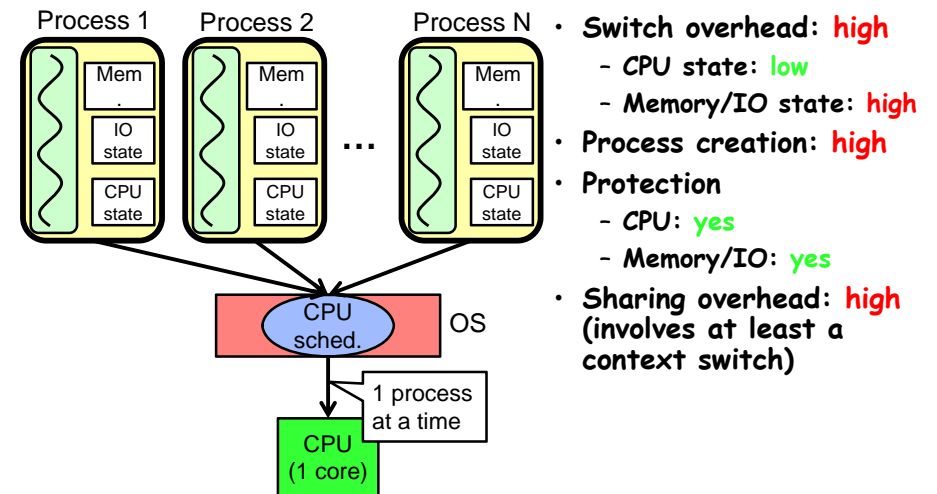 Process 1
Process 2
Process N
Mem
.
IO
state
CPU
state
Mem
.
IO
state
CPU
state
...
Mem
.
IO
state
CPU
state
CPU
sched.
OS
1 process
at a time
CPU
(1 core)
• Switch overhead: high
– CPU state: low
– Memory/IO state: high
• Process creation: high
• Protection
– CPU: yes
– Memory/IO: yes
• Sharing overhead: high
(involves at least a
context switch)